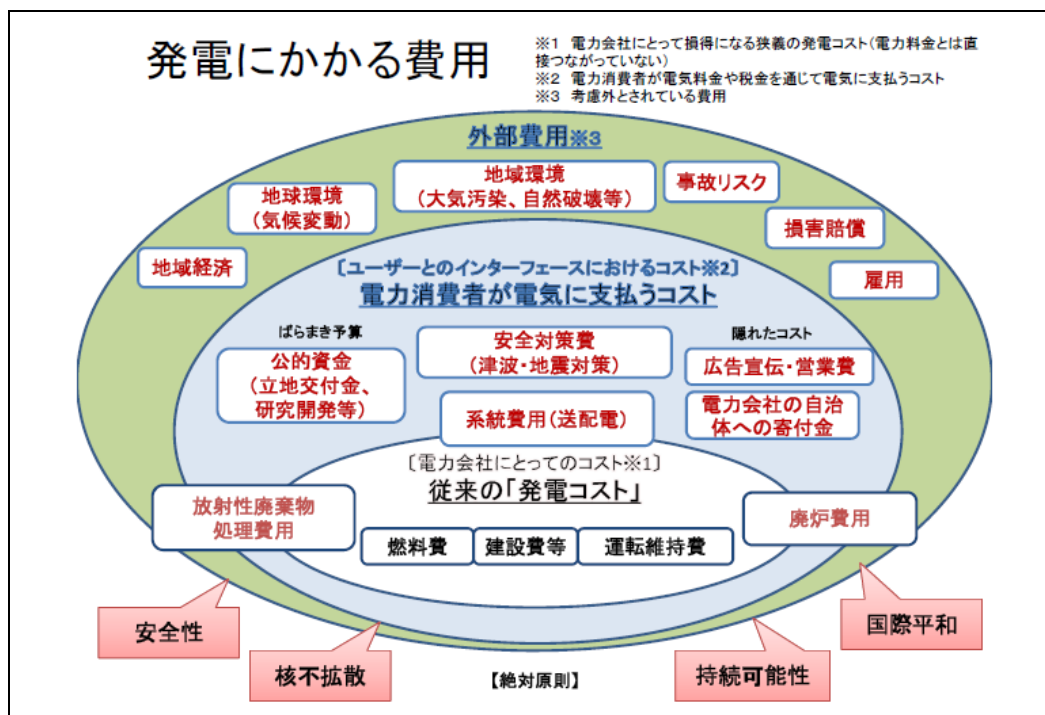 発電にかかる費用
※1 電力会社にとって損得になる狭義の発電コスト(電力料金とは直
接つながっていない)
※2 電力消費者が電気料金や税金を通じて電気に支払うコスト
※3 考慮外とされている費用
外部費用※3
地域環境
(大気汚染、自然破壊等)
事故リスク
地球環境
(気候変動)
損害賠償
地域経済
雇用
〔ユーザーとのインターフェースにおけるコスト※2〕
電力消費者が電気に支払うコスト
ばらまき予算
隠れたコスト
公的資金
(立地交付金、
研究開発等)
安全対策費
(津波・地震対策)
広告宣伝・営業費
系統費用(送配電)
電力会社の自治
体への寄付金
〔電力会社にとってのコスト※1〕
従来の「発電コスト」
放射性廃棄物
処理費用
廃炉費用
燃料費
建設費等
運転維持費
安全性
国際平和
核不拡散
【絶対原則】
持続可能性